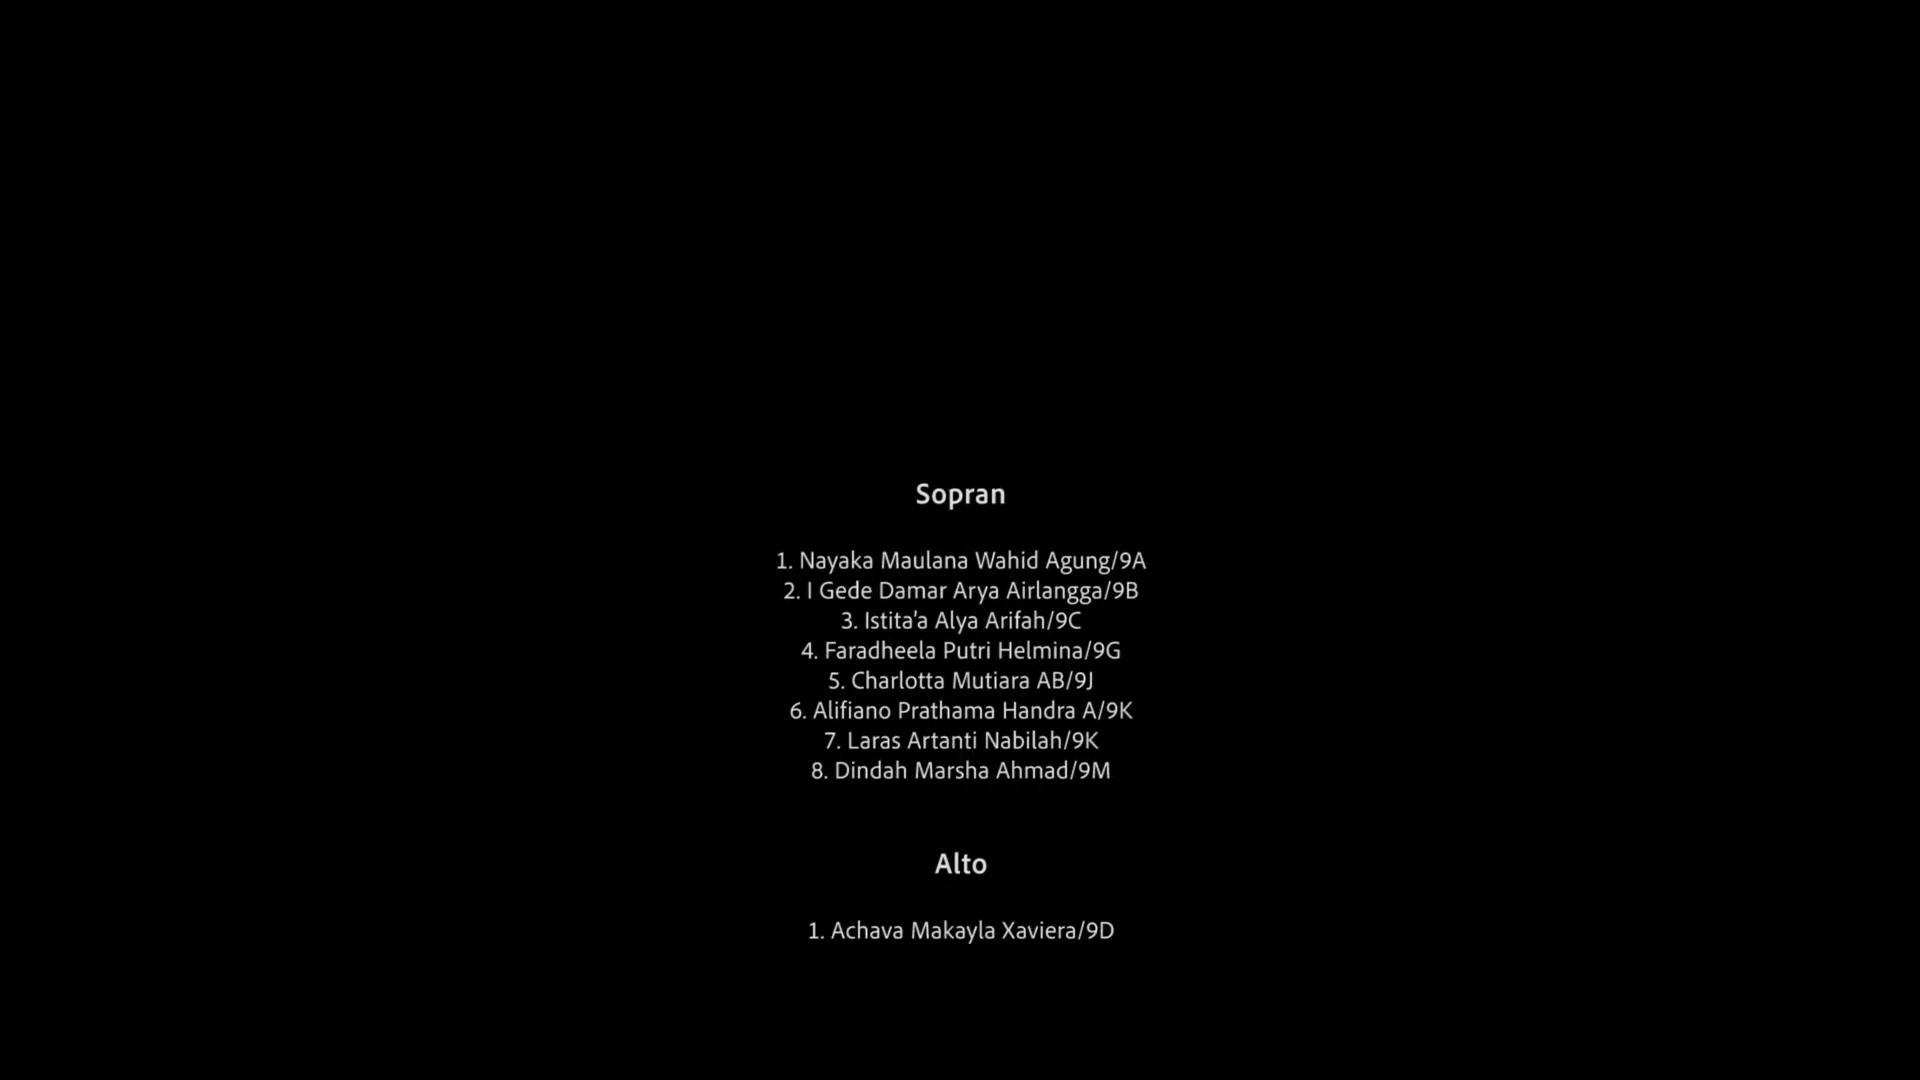 Sopran
1. Nayaka Maulana Wahid Agung/9A
2. I Gede Damar Arya Airlangga/9B
3. Istita’a Alya Arifah/9C
4. Faradheela Putri Helmina/9G
5. Charlotta Mutiara AB/9J
6. Alifiano Prathama Handra A/9K
7. Laras Artanti Nabilah/9K
8. Dindah Marsha Ahmad/9M
Alto
1. Achava Makayla Xaviera/9D